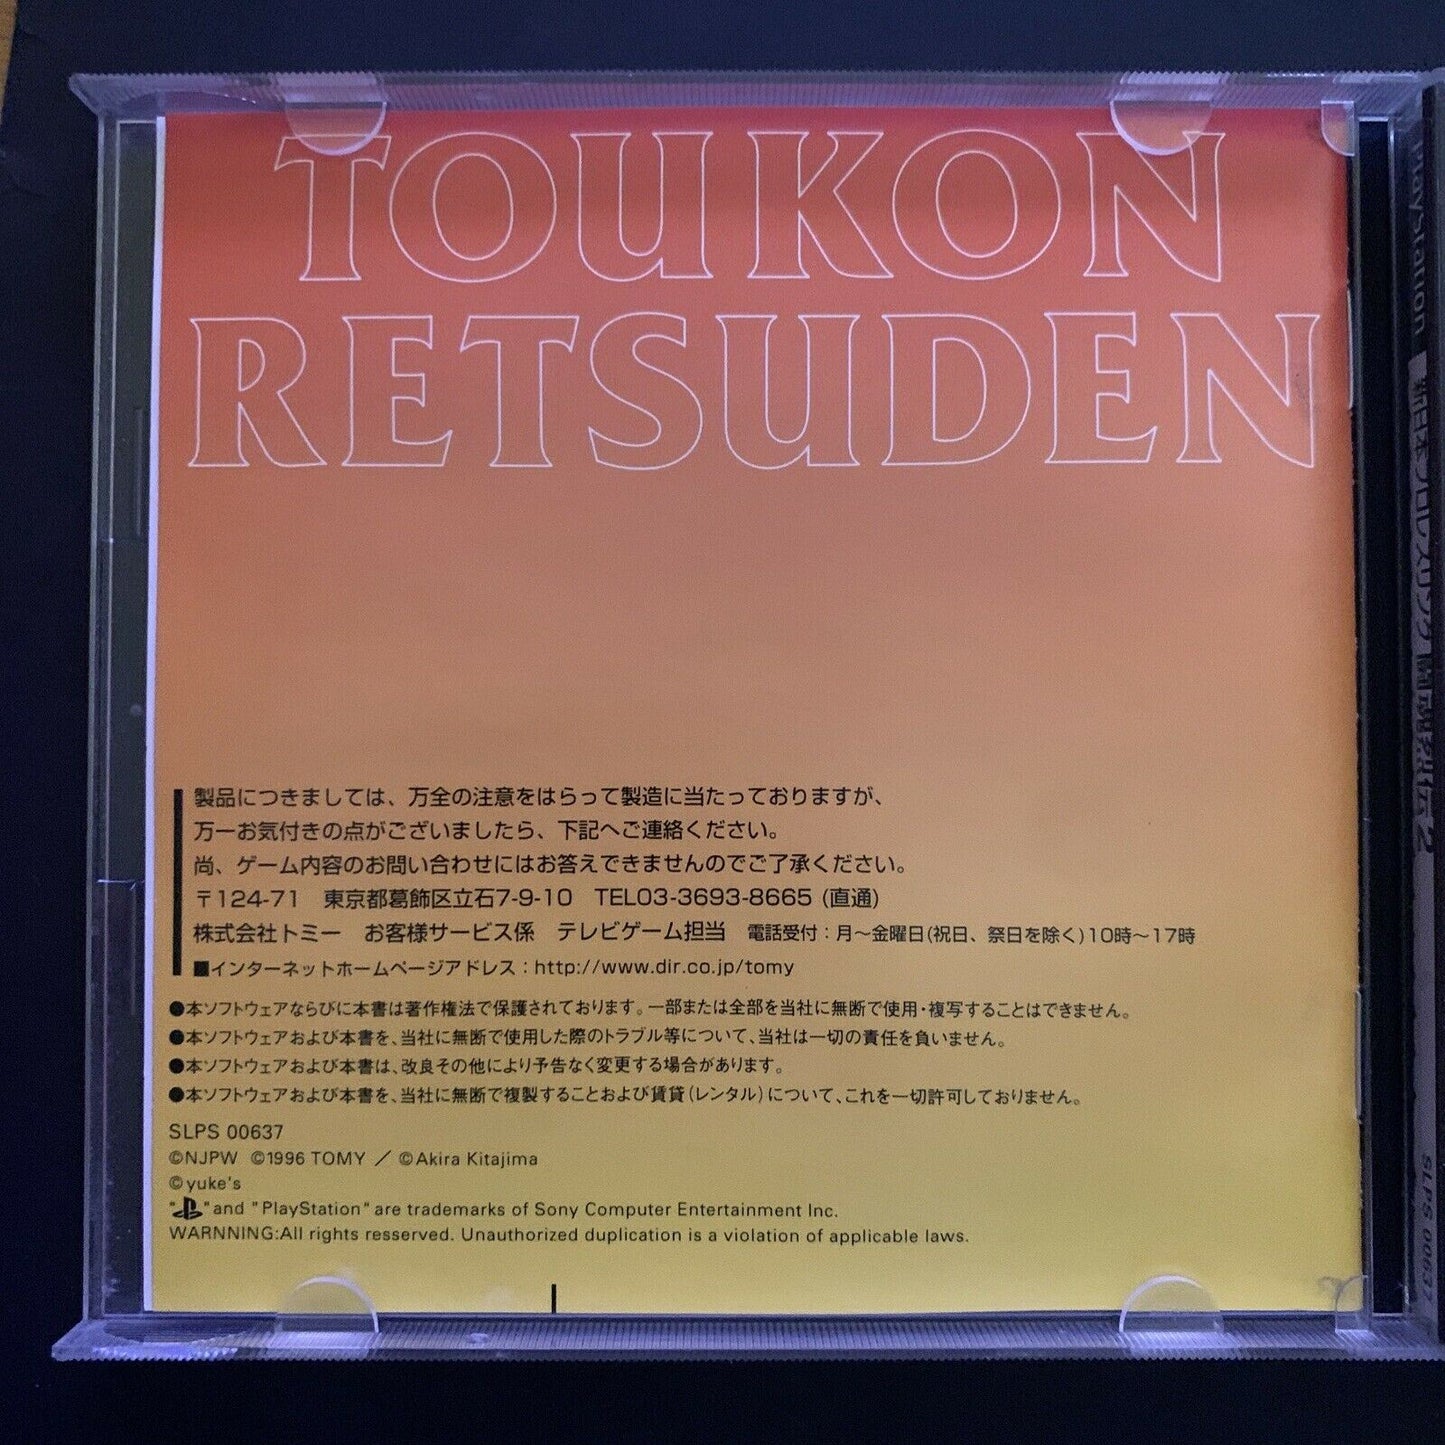 TOUKON
RETSUDEN
製品につきましては、万全の注意をはらって製造に当たっておりますが、
万一お気付きの点がございましたら、下記へご連絡ください。
尚、ゲーム内容のお問い合わせにはお答えできませんのでご了承ください。
〒124-71　東京都葛飾区立石7-9-10　TEL03-3693-8665 (直通)
株式会社トミー　お客様サービス係　テレビゲーム担当　電話受付：月〜金曜日(祝日、祭日を除く)10時〜17時
■インターネットホームページアドレス：http://www.dir.co.jp/tomy
●本ソフトウェアならびに本書は著作権法で保護されております。一部または全部を当社に無断で使用・複写することはできません。
●本ソフトウェアおよび本書を、当社に無断で使用した際のトラブル等について、当社は一切の責任を負いません。
●本ソフトウェアおよび本書は、改良その他により予告なく変更する場合があります。
●本ソフトウェアおよび本書を、当社に無断で複製することおよび賃貸(レンタル)について、これを一切許可しておりません。
SLPS 00637
©NJPW ©1996 TOMY ／ ©Akira Kitajima
©yuke's
" "and "PlayStation" are trademarks of Sony Computer Entertainment Inc.
WARNNING:All rights resserved. Unauthorized duplication is a violation of applicable laws.
PlayStation
新日本プロレスリング 闘魂烈伝2
SLPS 00637